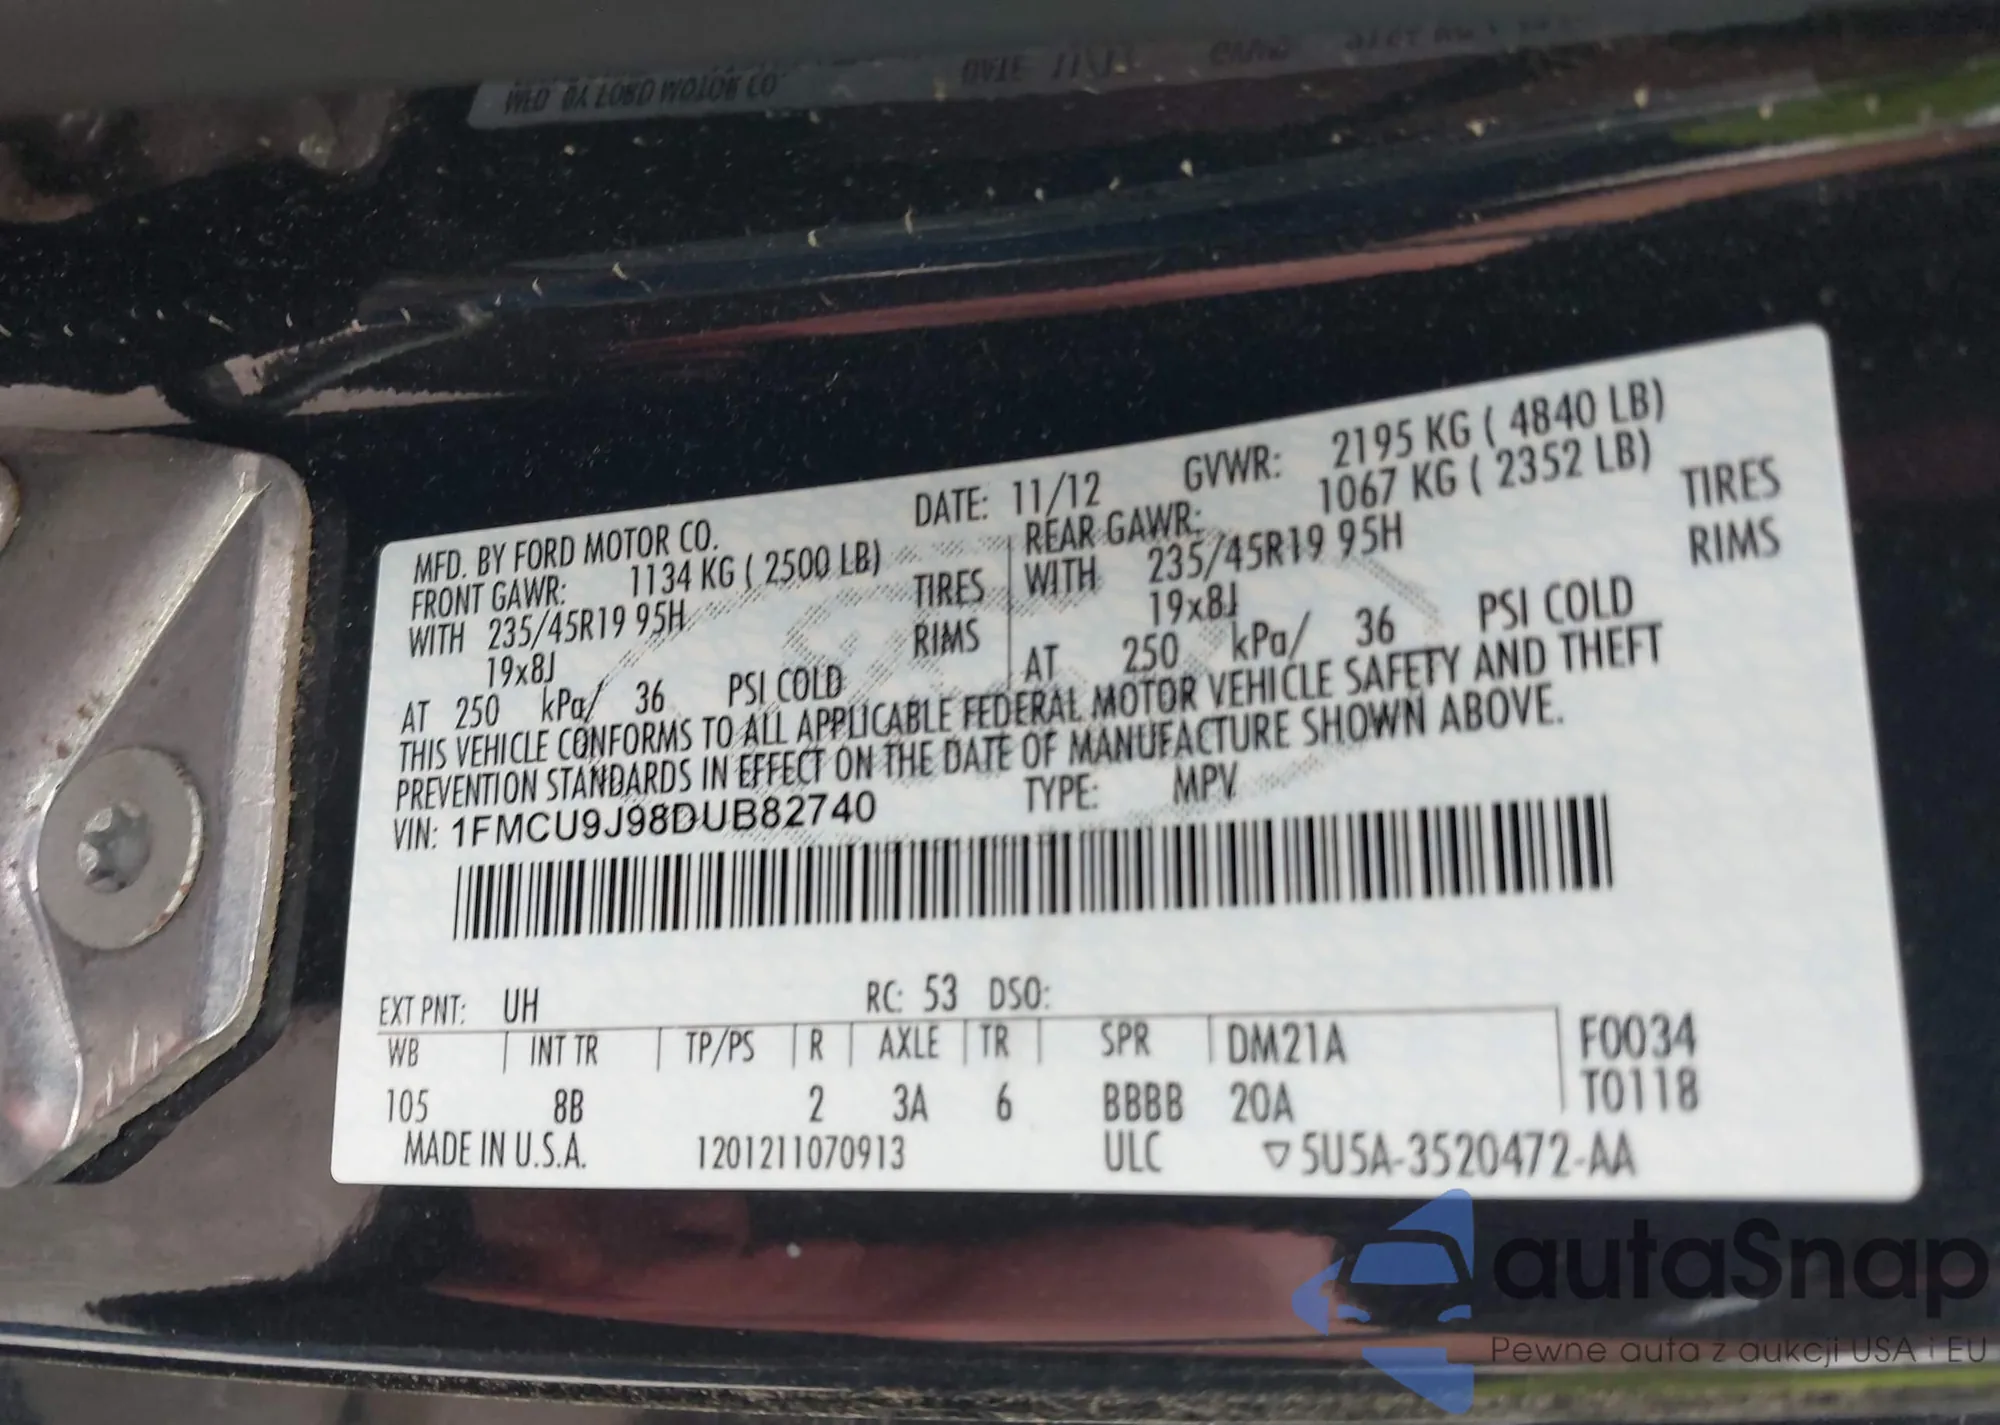 MFD. BY FORD MOTOR CO.
DATE: 11/12 GVWR: 2195 KG ( 4840 LB)
FRONT GAWR: 1134 KG ( 2500 LB)
WITH 235/45R19 95H TIRES
19x8J RIMS
AT 250 kPa/ 36 PSI COLD
REAR GAWR: 1067 KG ( 2352 LB)
WITH 235/45R19 95H TIRES
19x8J RIMS
AT 250 kPa/ 36 PSI COLD
THIS VEHICLE CONFORMS TO ALL APPLICABLE FEDERAL MOTOR VEHICLE SAFETY AND THEFT
PREVENTION STANDARDS IN EFFECT ON THE DATE OF MANUFACTURE SHOWN ABOVE.
VIN: 1FMCU9J98DUB82740 TYPE: MPV
EXT PNT: UH RC: 53 DSO:
WB INT TR TP/PS R AXLE TR SPR DM21A F0034
105 8B 2 3A 6 BBBB 20A T0118
MADE IN U.S.A. 1201211070913 ULC ▽5U5A-3520472-AA
autaSnap
Pewne auta z aukcji USA i EU